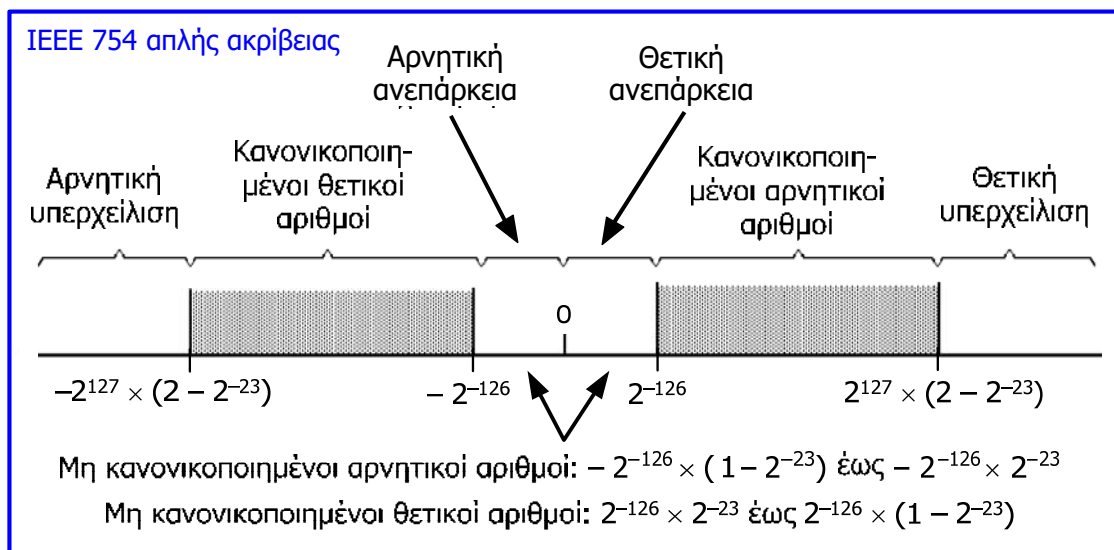 IEEE 754 απλής ακρίβειας
Αρνητική
ανεπάρκεια
Θετική
ανεπάρκεια
Αρνητική
υπερχείλιση
Κανονικοποιη-
μένοι θετικοί
αριθμοί
Κανονικοποιη-
μένοι αρνητικοί
αριθμοί
Θετική
υπερχείλιση
0
−2¹²⁷ × (2 − 2⁻²³)
− 2⁻¹²⁶
2⁻¹²⁶
2¹²⁷ × (2 − 2⁻²³)
Μη κανονικοποιημένοι αρνητικοί αριθμοί: − 2⁻¹²⁶ × ( 1− 2⁻²³) έως − 2⁻¹²⁶ × 2⁻²³
Μη κανονικοποιημένοι θετικοί αριθμοί: 2⁻¹²⁶ × 2⁻²³ έως 2⁻¹²⁶ × (1 − 2⁻²³)